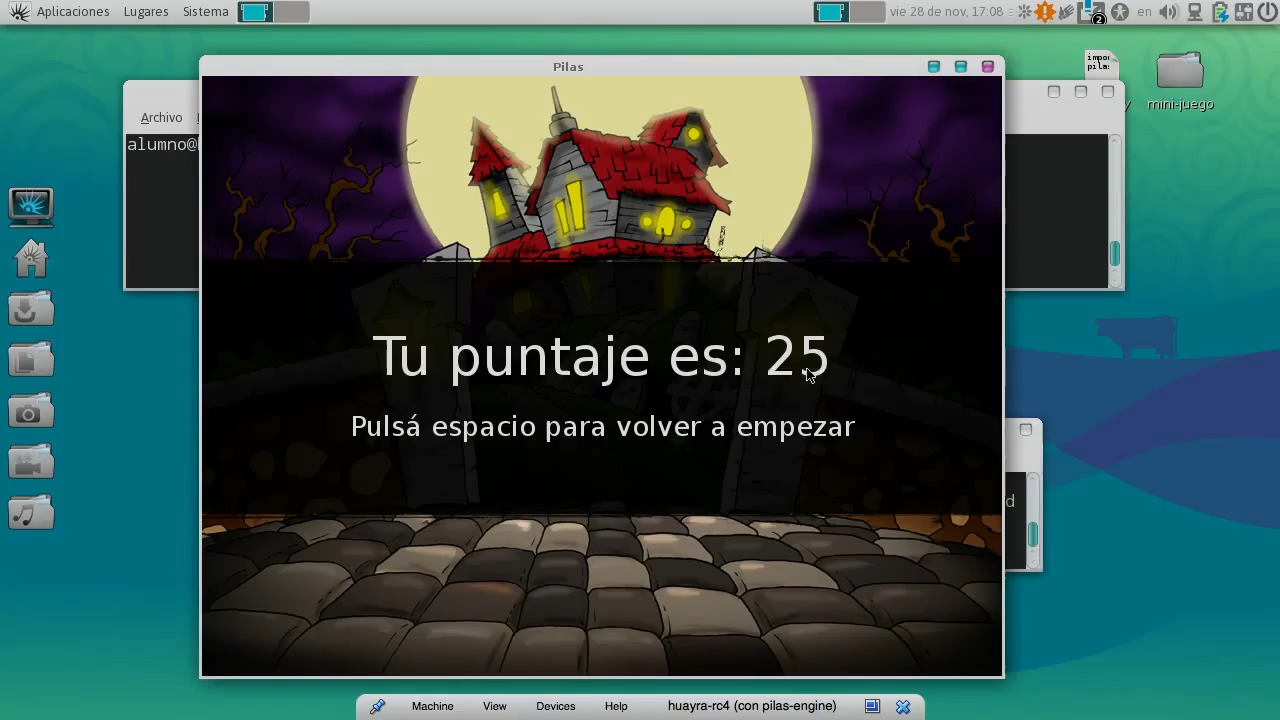 Aplicaciones Lugares Sistema
vie 28 de nov, 17:08
2
en
Pilas
mini-juego
Archivo
alumno@
Tu puntaje es: 25
Pulsá espacio para volver a empezar
d
Machine View Devices Help huayra-rc4 (con pilas-engine)